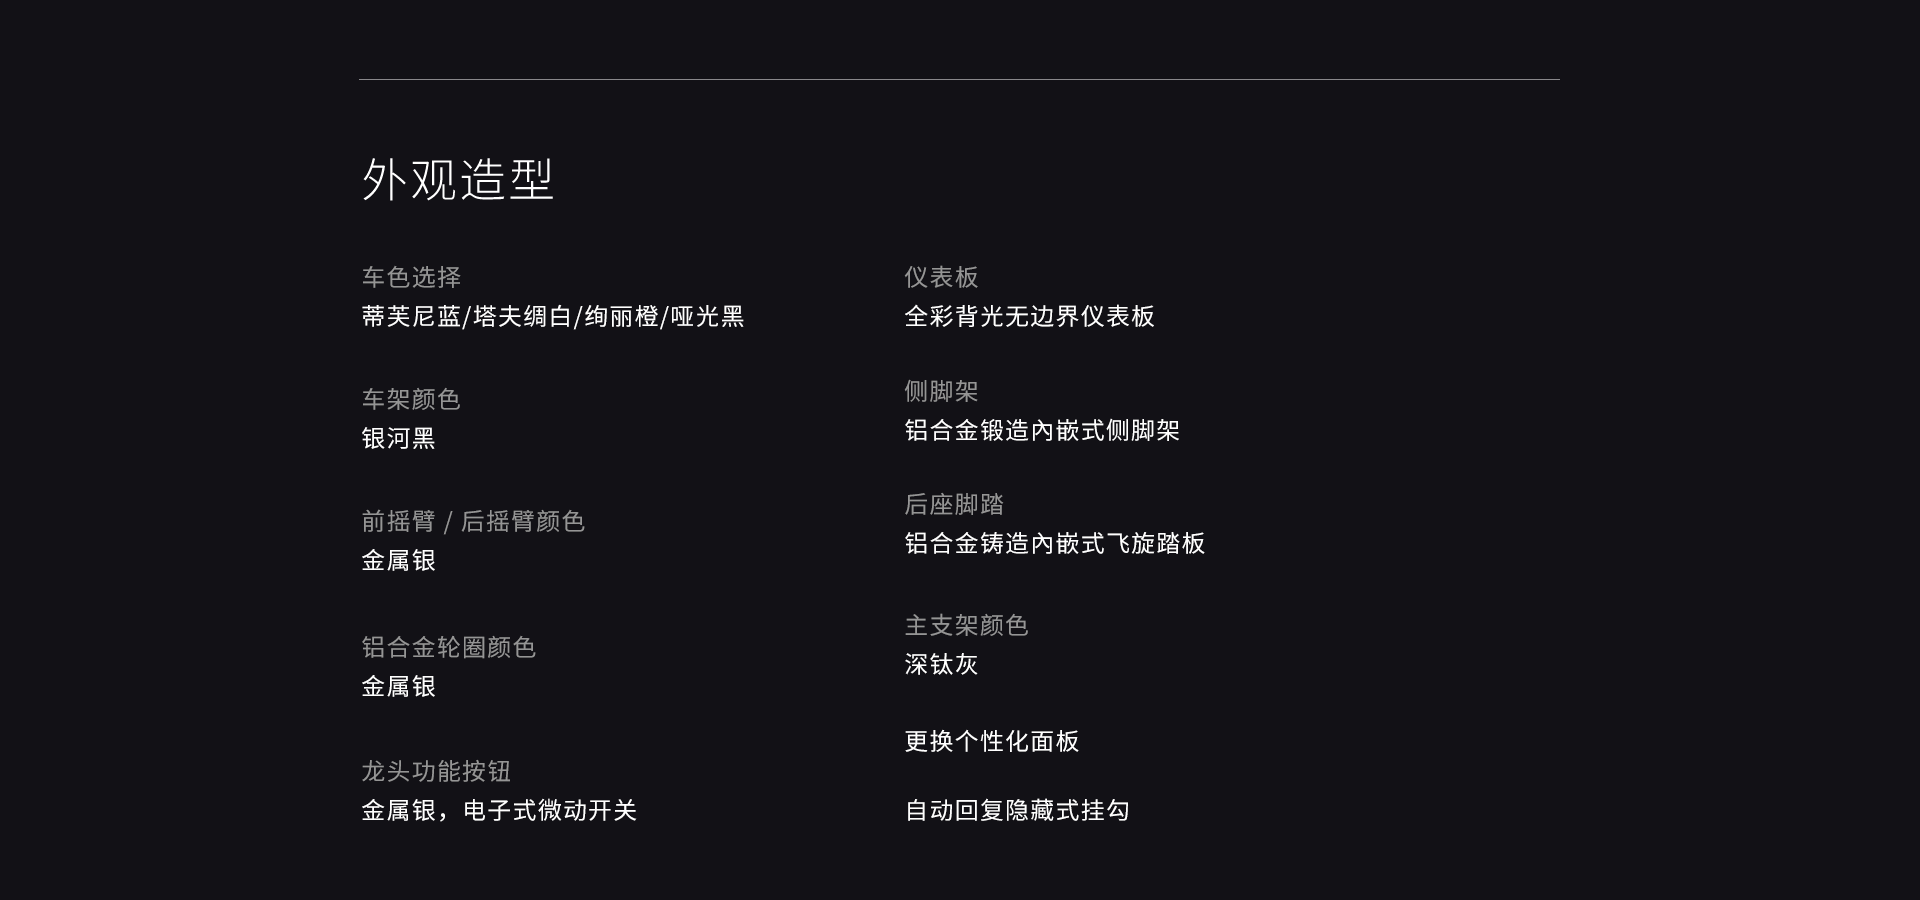 外观造型
车色选择
蒂芙尼蓝/塔夫绸白/绚丽橙/哑光黑
车架颜色
银河黑
前摇臂 / 后摇臂颜色
金属银
铝合金轮圈颜色
金属银
龙头功能按钮
金属银，电子式微动开关
仪表板
全彩背光无边界仪表板
侧脚架
铝合金锻造內嵌式侧脚架
后座脚踏
铝合金铸造內嵌式飞旋踏板
主支架颜色
深钛灰
更换个性化面板
自动回复隐藏式挂勾